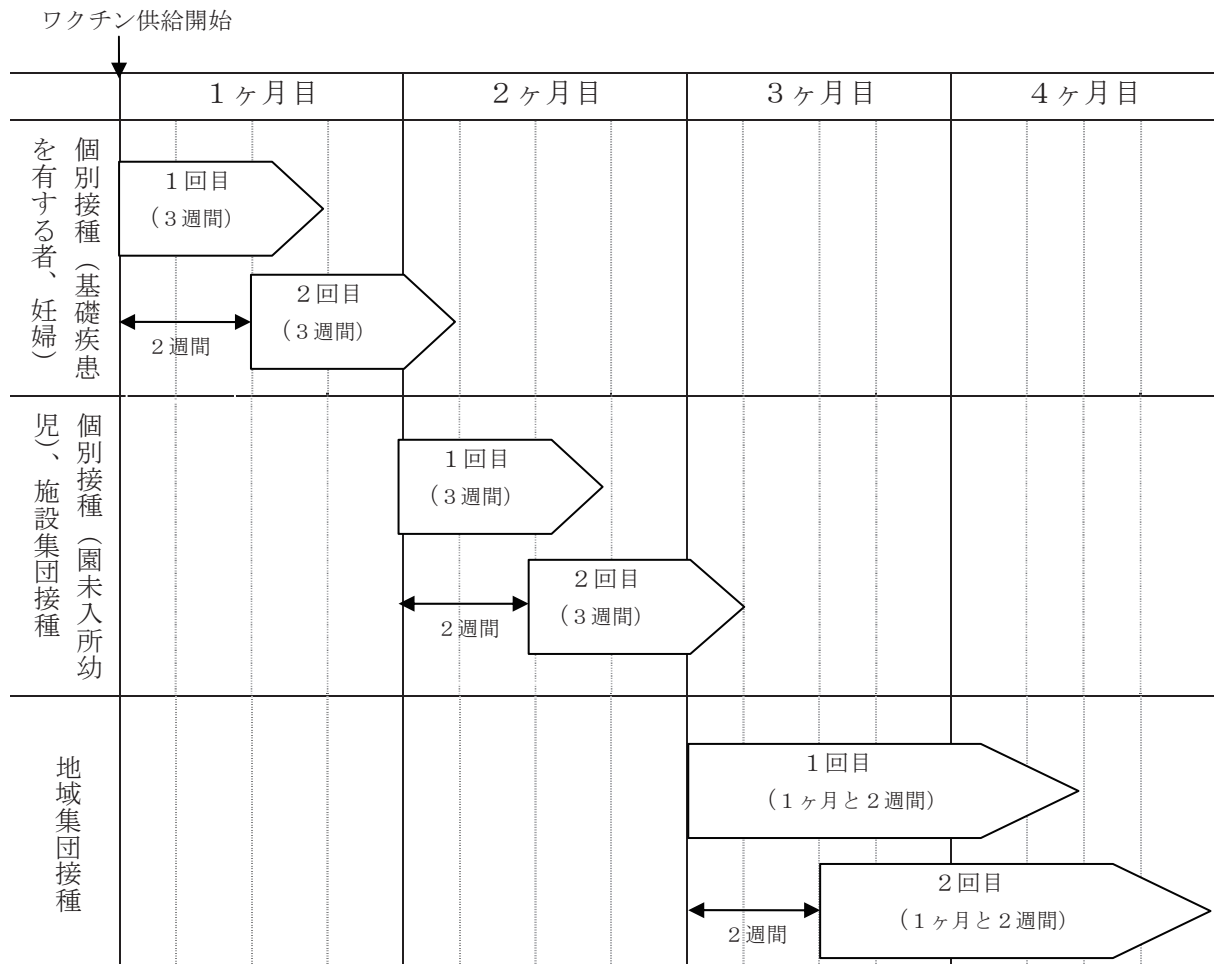 ワクチン供給開始
１ヶ月目
２ヶ月目
３ヶ月目
４ヶ月目
個別接種（基礎疾患
を有する者、妊婦）
１回目
（３週間）
２回目
（３週間）
２週間
個別接種（園未入所幼
児）、施設集団接種
１回目
（３週間）
２回目
（３週間）
２週間
地域集団接種
１回目
（１ヶ月と２週間）
２回目
（１ヶ月と２週間）
２週間